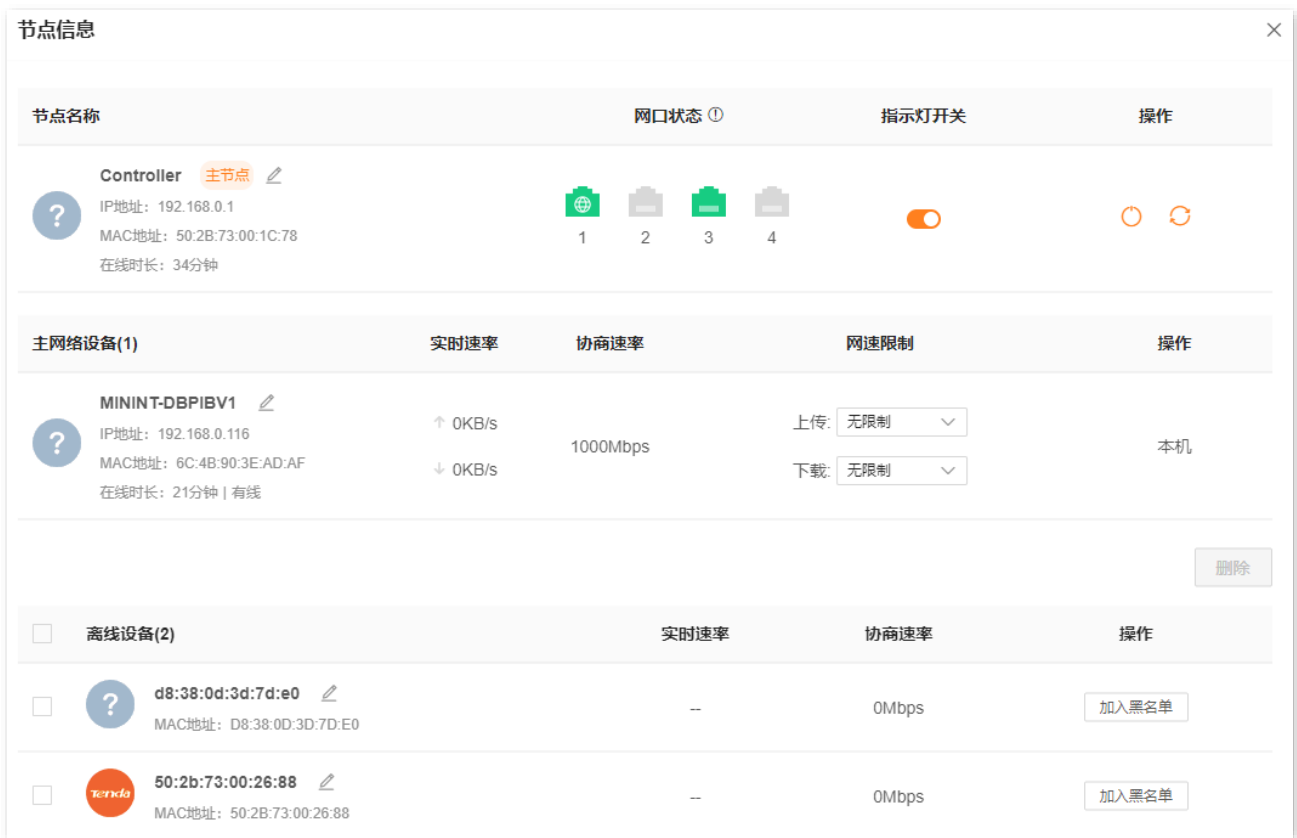 节点信息
节点名称 网口状态 指示灯开关 操作
Controller 主节点
IP地址：192.168.0.1
MAC地址：50:2B:73:00:1C:78
在线时长：34分钟
1 2 3 4
主网络设备(1) 实时速率 协商速率 网速限制 操作
MININT-DBPIBV1
IP地址：192.168.0.116
MAC地址：6C:4B:90:3E:AD:AF
在线时长：21分钟 | 有线
↑ 0KB/s
↓ 0KB/s
1000Mbps
上传: 无限制
下载: 无限制
本机
删除
离线设备(2) 实时速率 协商速率 操作
d8:38:0d:3d:7d:e0
MAC地址：D8:38:0D:3D:7D:E0
-- 0Mbps 加入黑名单
Tenda
50:2b:73:00:26:88
MAC地址：50:2B:73:00:26:88
-- 0Mbps 加入黑名单